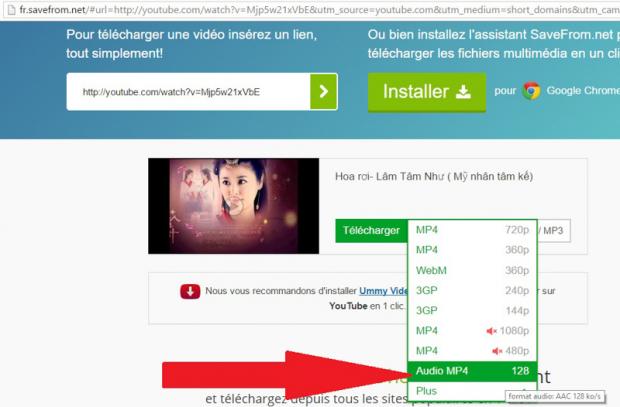 fr.savefrom.net/#url=http://youtube.com/watch?v=Mjp5w21xVbE&utm_source=youtube.com&utm_medium=short_domains&utm_cam
Pour télécharger une vidéo insérez un lien,
tout simplement!
Ou bien installez l'assistant SaveFrom.net p
télécharger les fichiers multimédia en un cli
http://youtube.com/watch?v=Mjp5w21xVbE
Installer
pour Google Chrome
Hoa rơi- Lâm Tâm Như ( Mỹ nhân tâm kế)
Télécharger
/ MP3
MP4 720p
MP4 360p
WebM 360p
3GP 240p
3GP 144p
MP4 1080p
MP4 480p
Audio MP4 128
Plus
Nous vous recommandons d'installer Ummy Vide
r sur
YouTube en 1 clic.
nt
format audio: AAC 128 ko/s
et téléchargez depuis tous les sites